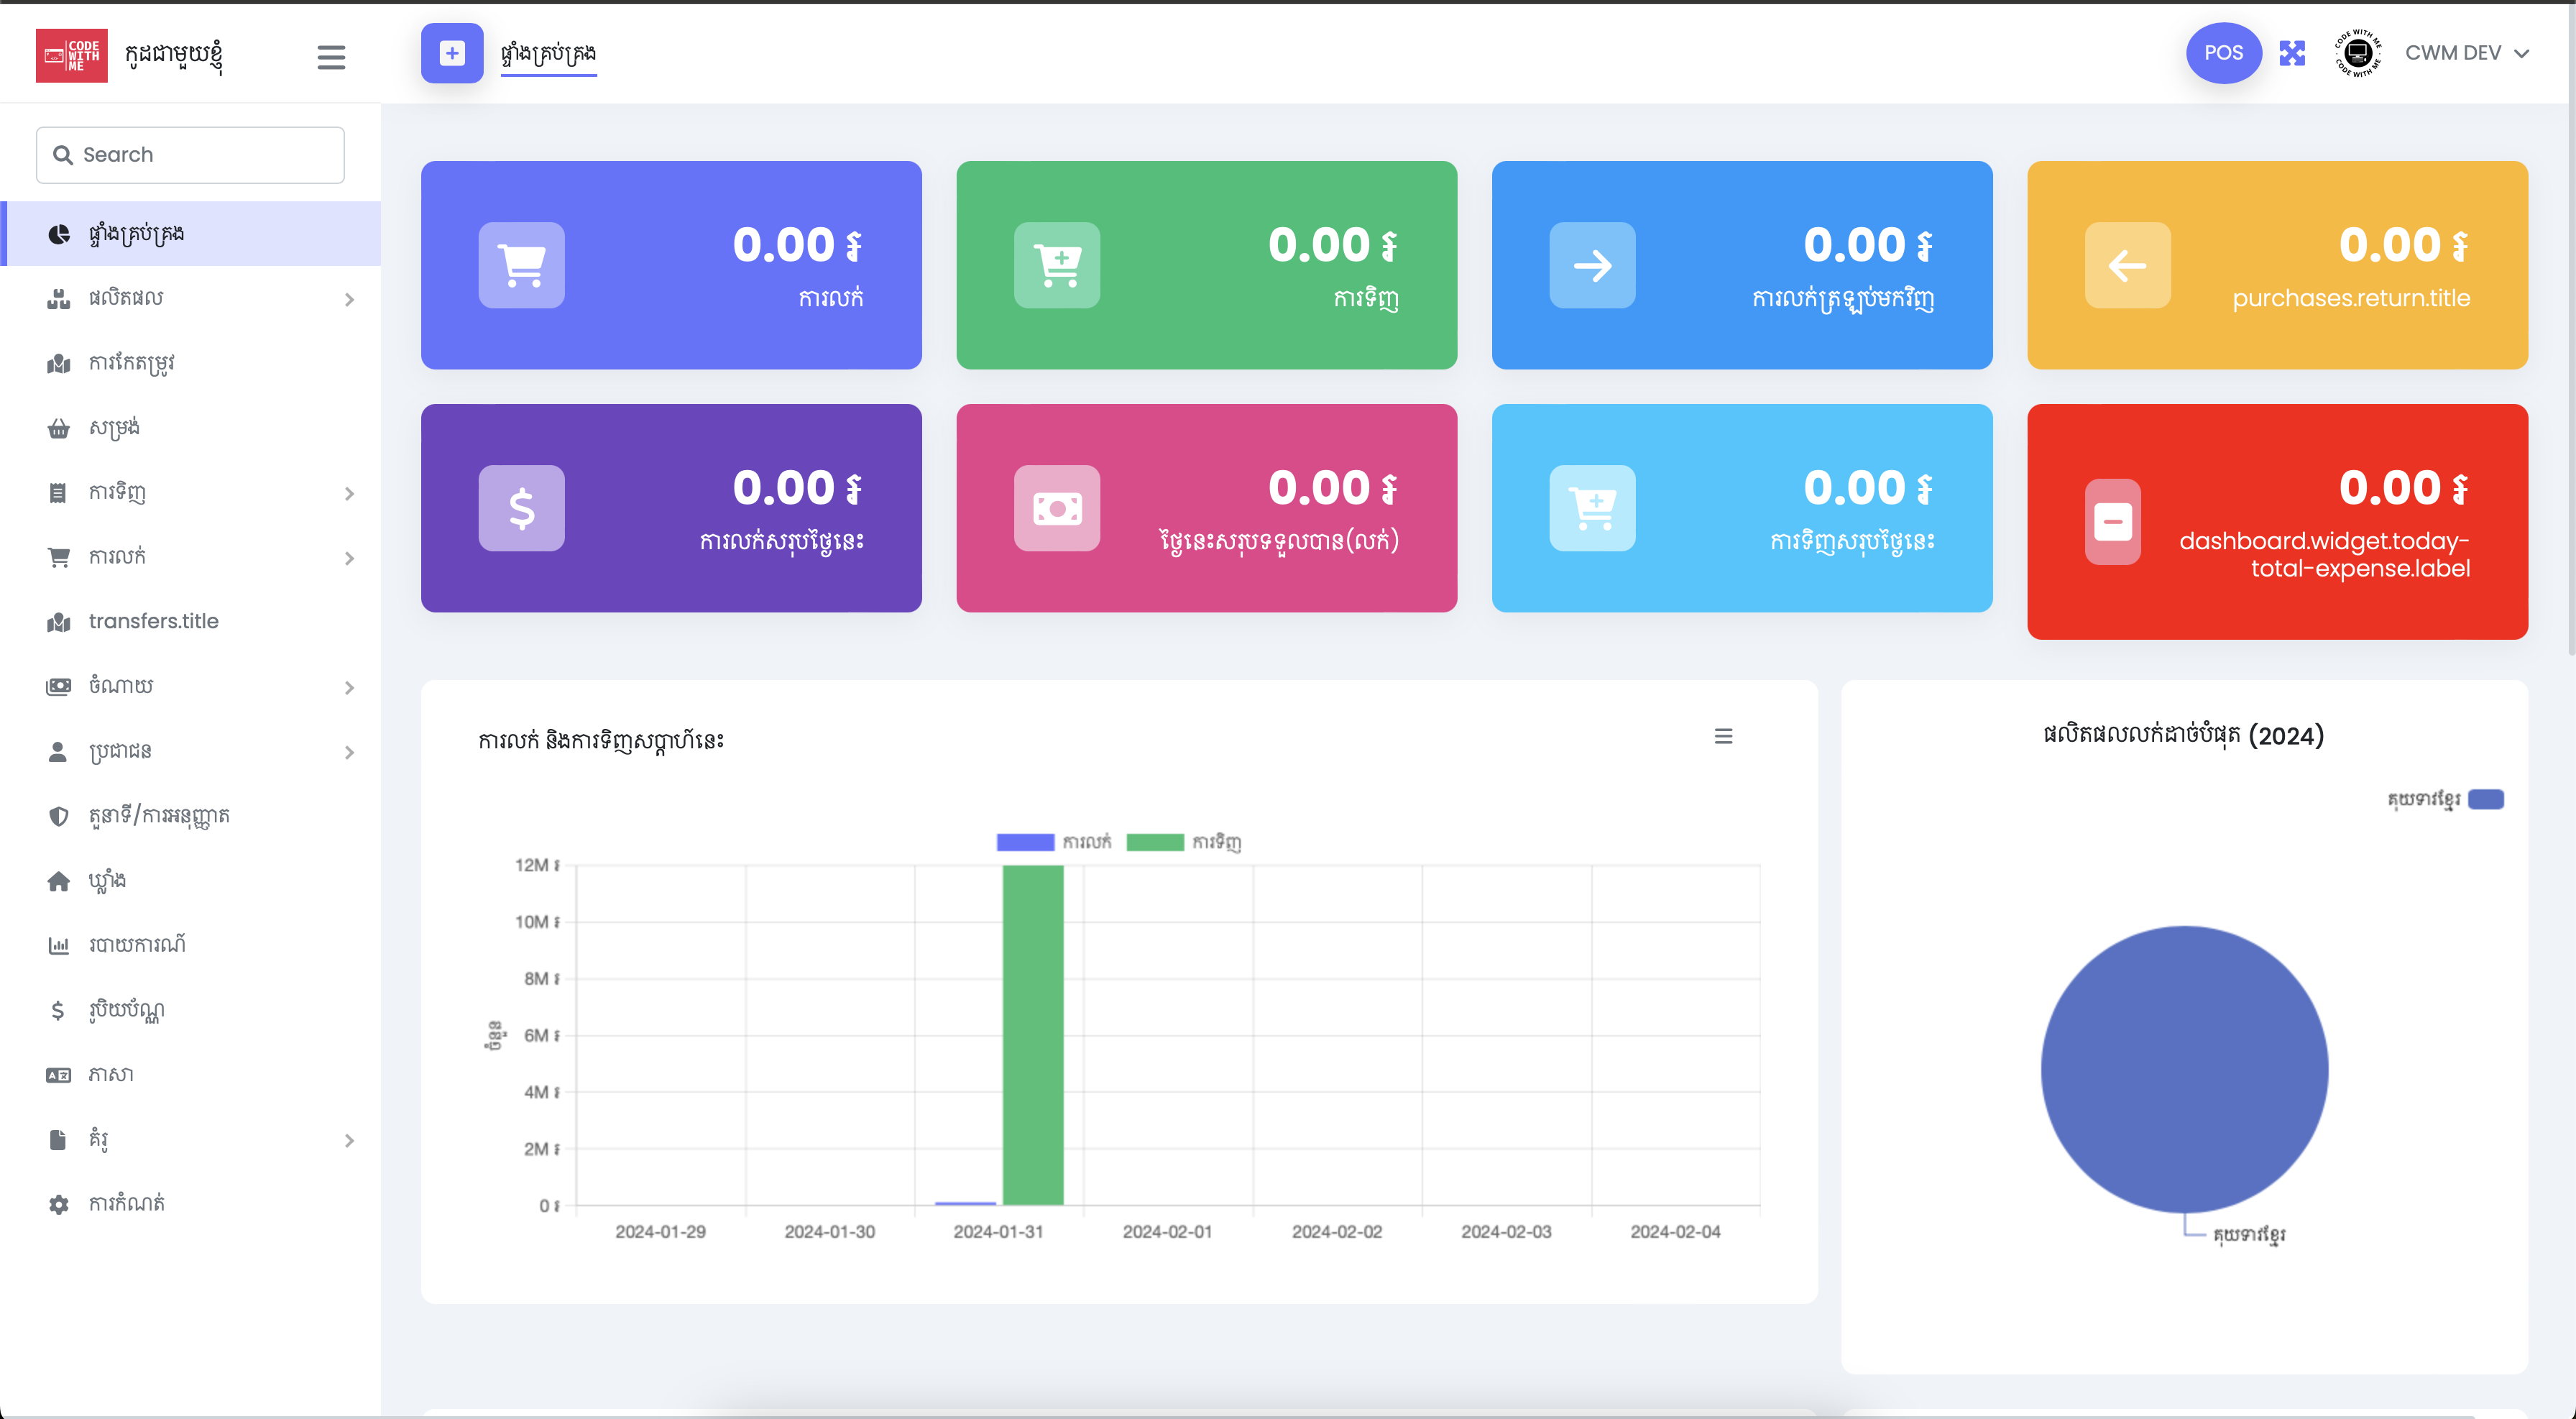 CODE
WITH
ME
កូដជាមួយខ្ញុំ
ផ្ទាំងគ្រប់គ្រង
POS
CODE WITH ME · CODE WITH ME ·
CWM DEV
Search
ផ្ទាំងគ្រប់គ្រង
ផលិតផល
ការកែតម្រូវ
សម្រង់
ការទិញ
ការលក់
transfers.title
ចំណាយ
ប្រជាជន
តួនាទី/ការអនុញ្ញាត
ឃ្លាំង
របាយការណ៍
រូបិយប័ណ្ណ
ភាសា
គំរូ
ការកំណត់
0.00 ៛
ការលក់
0.00 ៛
ការទិញ
0.00 ៛
ការលក់ត្រឡប់មកវិញ
0.00 ៛
purchases.return.title
0.00 ៛
ការលក់សរុបថ្ងៃនេះ
0.00 ៛
ថ្ងៃនេះសរុបទទួលបាន(លក់)
0.00 ៛
ការទិញសរុបថ្ងៃនេះ
0.00 ៛
dashboard.widget.today-
total-expense.label
ការលក់ និងការទិញសប្តាហ៍នេះ
ការលក់ ការទិញ
12M ៛
10M ៛
8M ៛
6M ៛
4M ៛
2M ៛
0 ៛
ចំនួន
2024-01-29 2024-01-30 2024-01-31 2024-02-01 2024-02-02 2024-02-03 2024-02-04
ផលិតផលលក់ដាច់បំផុត (2024)
គុយទាវខ្មែរ
គុយទាវខ្មែរ